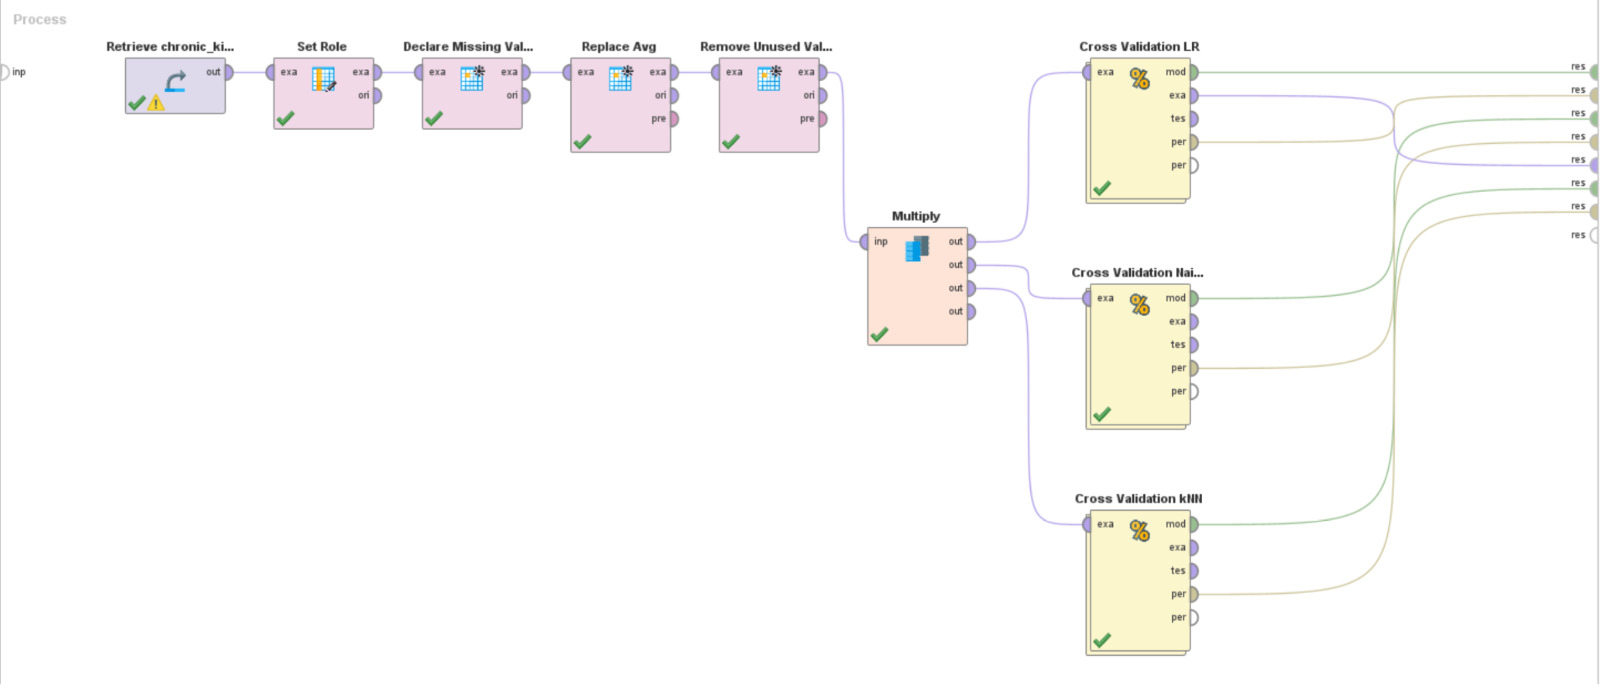 Process
Retrieve chronic_ki...
Set Role
Declare Missing Val...
Replace Avg
Remove Unused Val...
Cross Validation LR
inp
out
exa
exa
ori
exa
exa
ori
exa
exa
ori
pre
exa
exa
ori
pre
exa
mod
exa
tes
per
per
res
res
res
res
res
res
res
res
Multiply
inp
out
out
out
out
Cross Validation Nai...
exa
mod
exa
tes
per
per
Cross Validation kNN
exa
mod
exa
tes
per
per